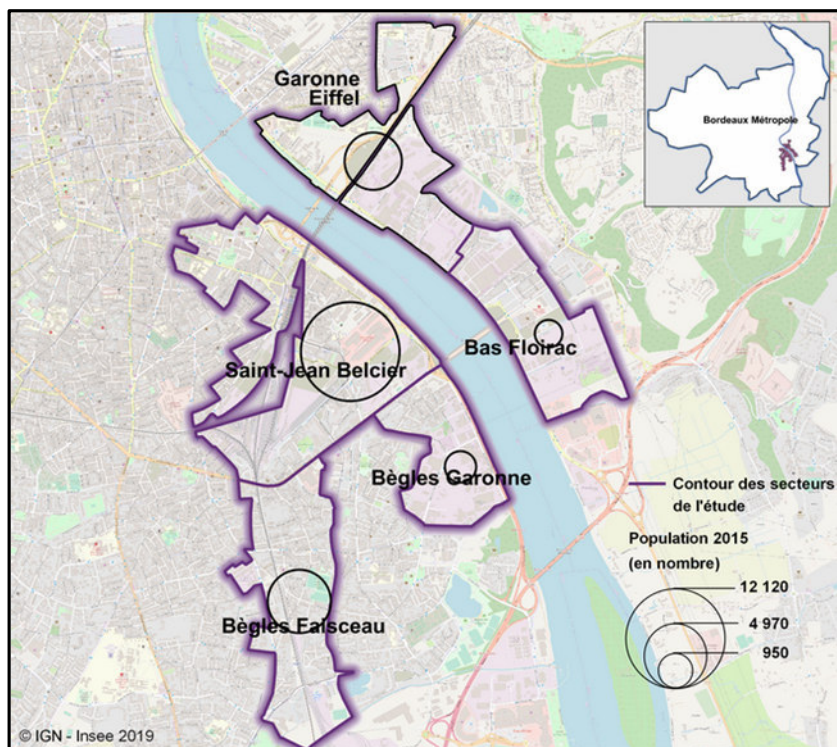 Garonne
Eiffel
Bordeaux Métropole
Bas Floirac
Saint-Jean Belcier
Bègles Garonne
Contour des secteurs
de l'étude
Population 2015
(en nombre)
12 120
4 970
950
Bègles Faisceau
© IGN - Insee 2019